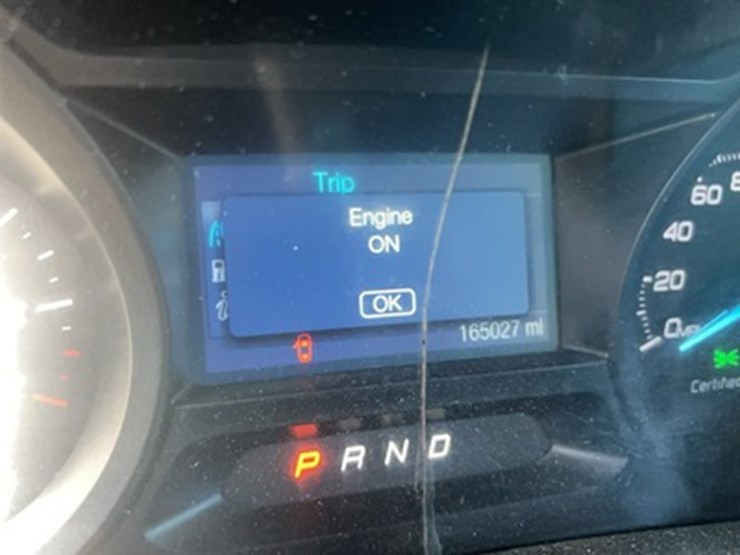 Trip
Engine
ON
OK
165027 mi
P R N D
60
40
20
0
Certified